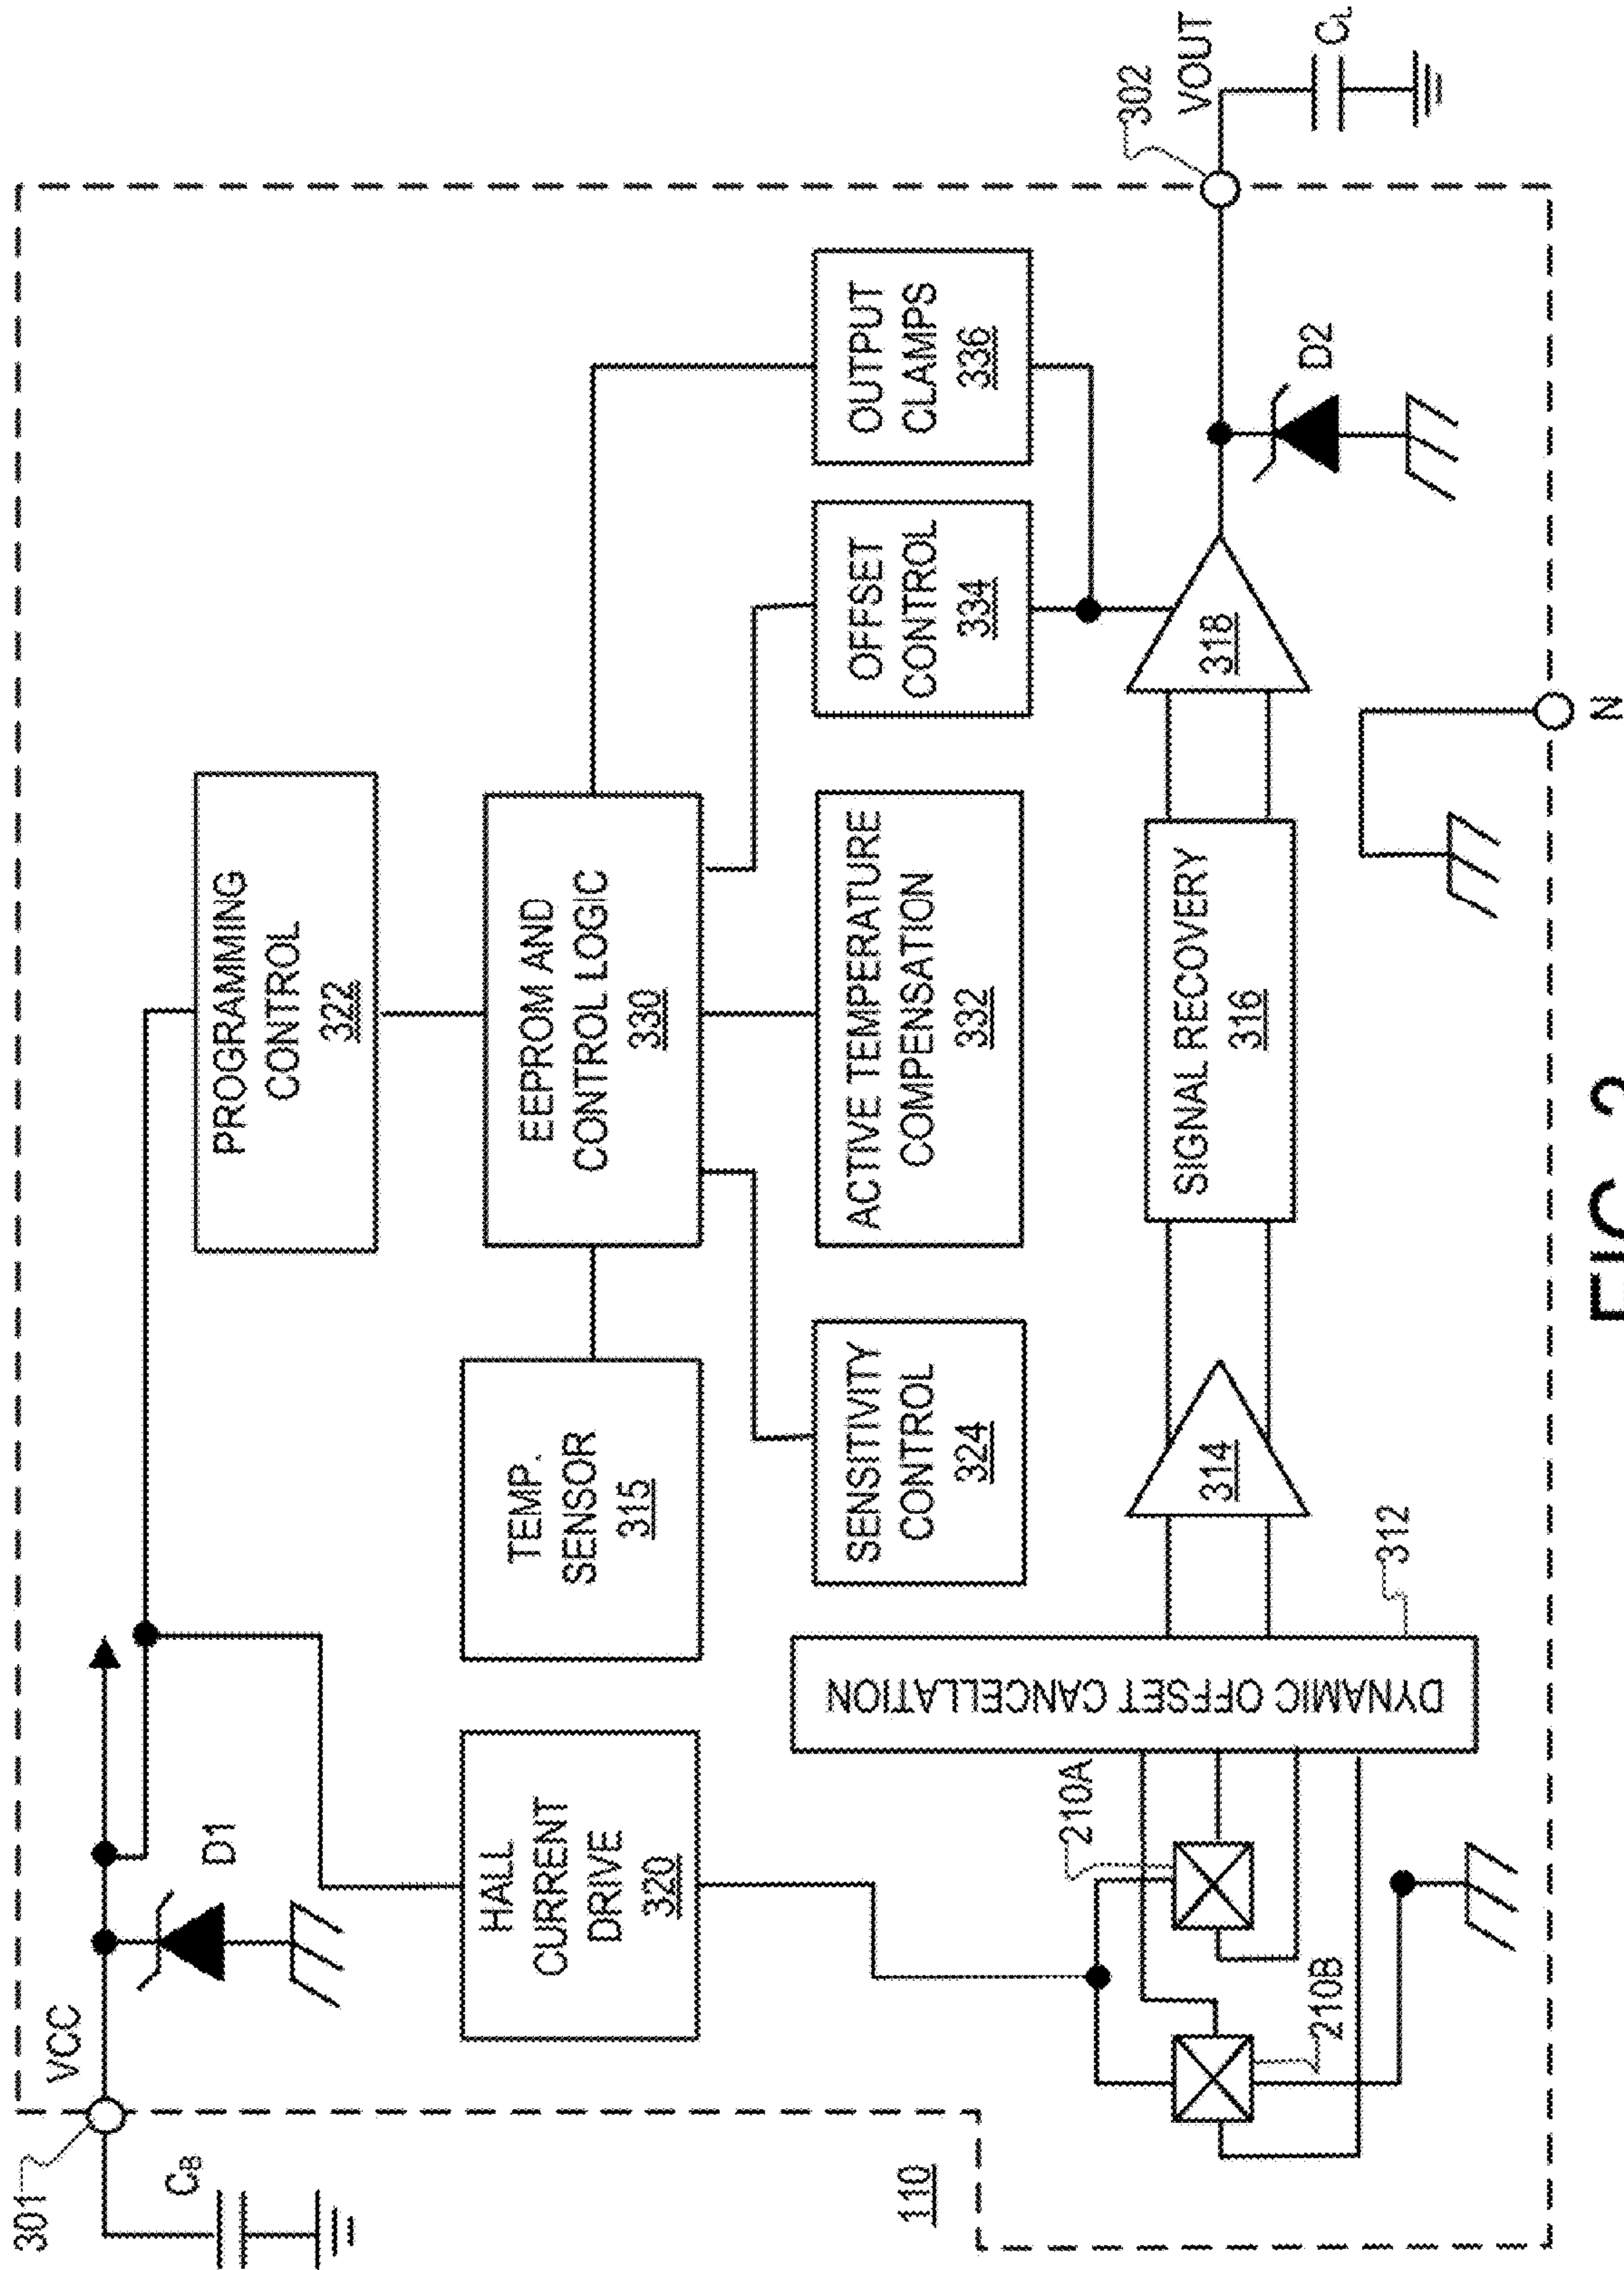 301
VCC
C_B
D1
PROGRAMMING
CONTROL
322
HALL
CURRENT
DRIVE
320
TEMP.
SENSOR
315
EEPROM AND
CONTROL LOGIC
330
SENSITIVITY
CONTROL
324
ACTIVE TEMPERATURE
COMPENSATION
332
OFFSET
CONTROL
334
OUTPUT
CLAMPS
336
110
210A
210B
DYNAMIC OFFSET CANCELLATION
312
314
SIGNAL RECOVERY
316
318
D2
302
VOUT
C_L
N